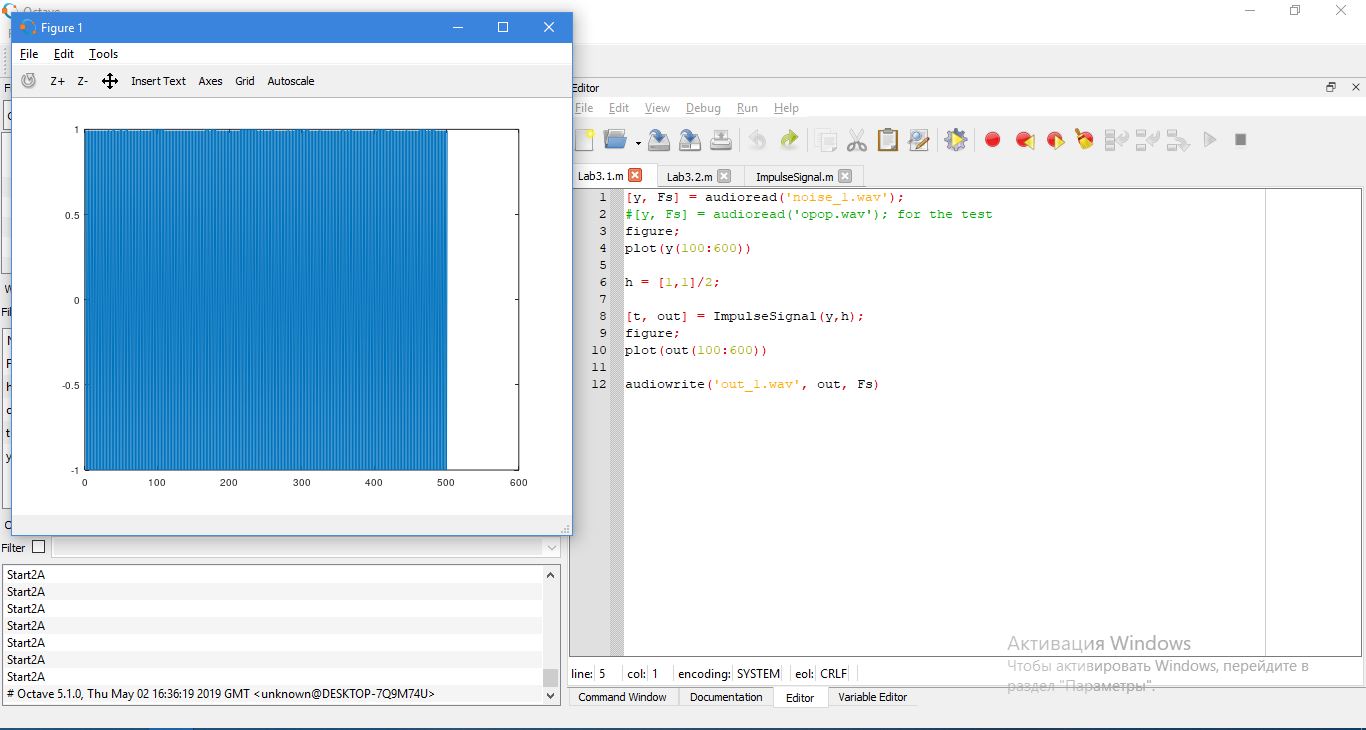 Octave
Figure 1
File Edit Tools
Z+ Z- Insert Text Axes Grid Autoscale
1
0.5
0
-0.5
-1
0 100 200 300 400 500 600
Filter
Start2A
Start2A
Start2A
Start2A
Start2A
Start2A
Start2A
# Octave 5.1.0, Thu May 02 16:36:19 2019 GMT <unknown@DESKTOP-7Q9M74U>
Editor
File Edit View Debug Run Help
Lab3.1.m Lab3.2.m ImpulseSignal.m
1 [y, Fs] = audioread('noise_1.wav');
2 #[y, Fs] = audioread('opop.wav'); for the test
3 figure;
4 plot(y(100:600))
5
6 h = [1,1]/2;
7
8 [t, out] = ImpulseSignal(y,h);
9 figure;
10 plot(out(100:600))
11
12 audiowrite('out_1.wav', out, Fs)
Активация Windows
Чтобы активировать Windows, перейдите в
раздел "Параметры".
line: 5 col: 1 encoding: SYSTEM eol: CRLF
Command Window Documentation Editor Variable Editor